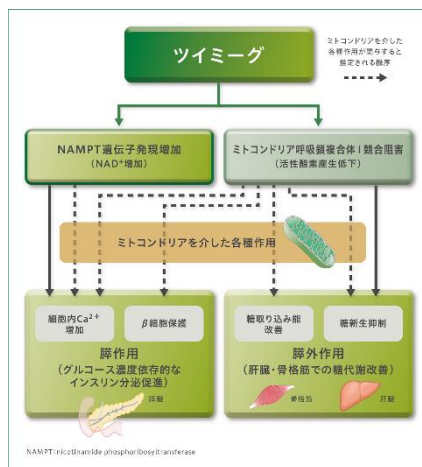 ツイミーグ
ミトコンドリアを介した
各種作用が関与すると
推定される機序
NAMPT遺伝子発現増加
(NAD⁺増加)
ミトコンドリア呼吸鎖複合体Ⅰ競合阻害
(活性酸素産生低下)
ミトコンドリアを介した各種作用
細胞内Ca²⁺
増加
β細胞保護
膵作用
(グルコース濃度依存的な
インスリン分泌促進)
膵臓
糖取り込み能
改善
糖新生抑制
膵外作用
(肝臓・骨格筋での糖代謝改善)
骨格筋
肝臓
NAMPT:nicotinamide phosphoribosyltransferase